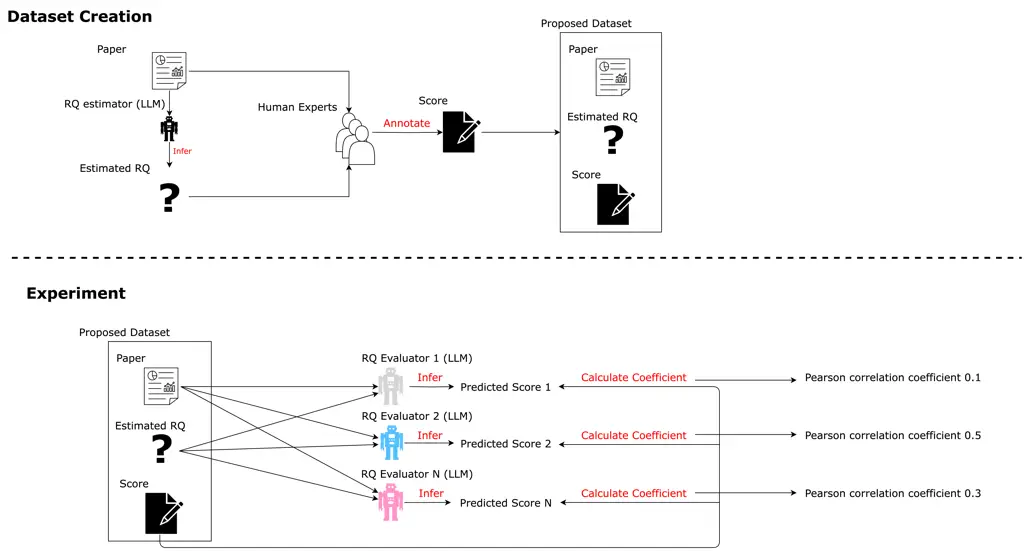 Dataset Creation
Proposed Dataset
Paper
Paper
RQ estimator (LLM)
Human Experts
Score
Annotate
Infer
Estimated RQ
?
Estimated RQ
?
Score
Experiment
Proposed Dataset
Paper
Estimated RQ
?
Score
RQ Evaluator 1 (LLM)
Infer
Predicted Score 1
Calculate Coefficient
Pearson correlation coefficient 0.1
RQ Evaluator 2 (LLM)
Infer
Predicted Score 2
Calculate Coefficient
Pearson correlation coefficient 0.5
RQ Evaluator N (LLM)
Infer
Predicted Score N
Calculate Coefficient
Pearson correlation coefficient 0.3